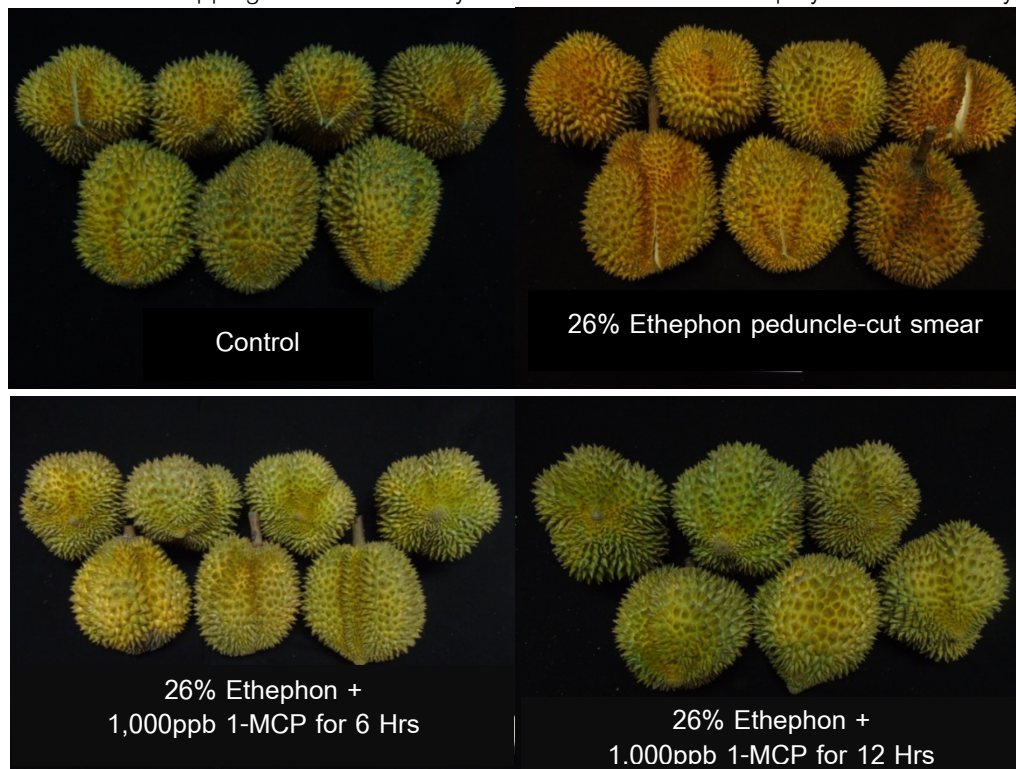 Control
26% Ethephon peduncle-cut smear
26% Ethephon +
1,000ppb 1-MCP for 6 Hrs
26% Ethephon +
1.000ppb 1-MCP for 12 Hrs